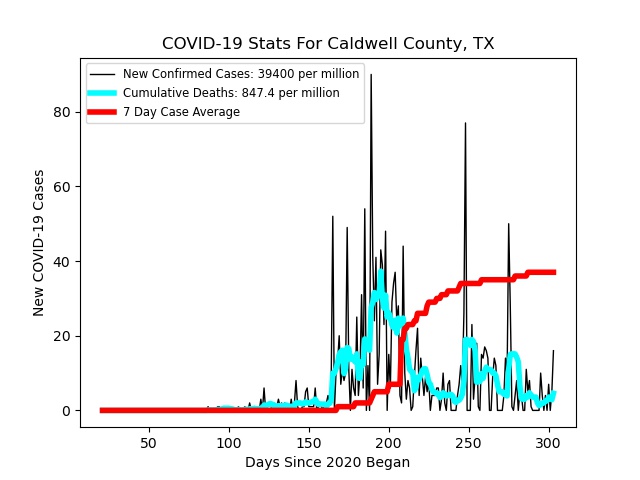 COVID-19 Stats For Caldwell County, TX
New Confirmed Cases: 39400 per million
Cumulative Deaths: 847.4 per million
7 Day Case Average
New COVID-19 Cases
80
60
40
20
0
50 100 150 200 250 300
Days Since 2020 Began